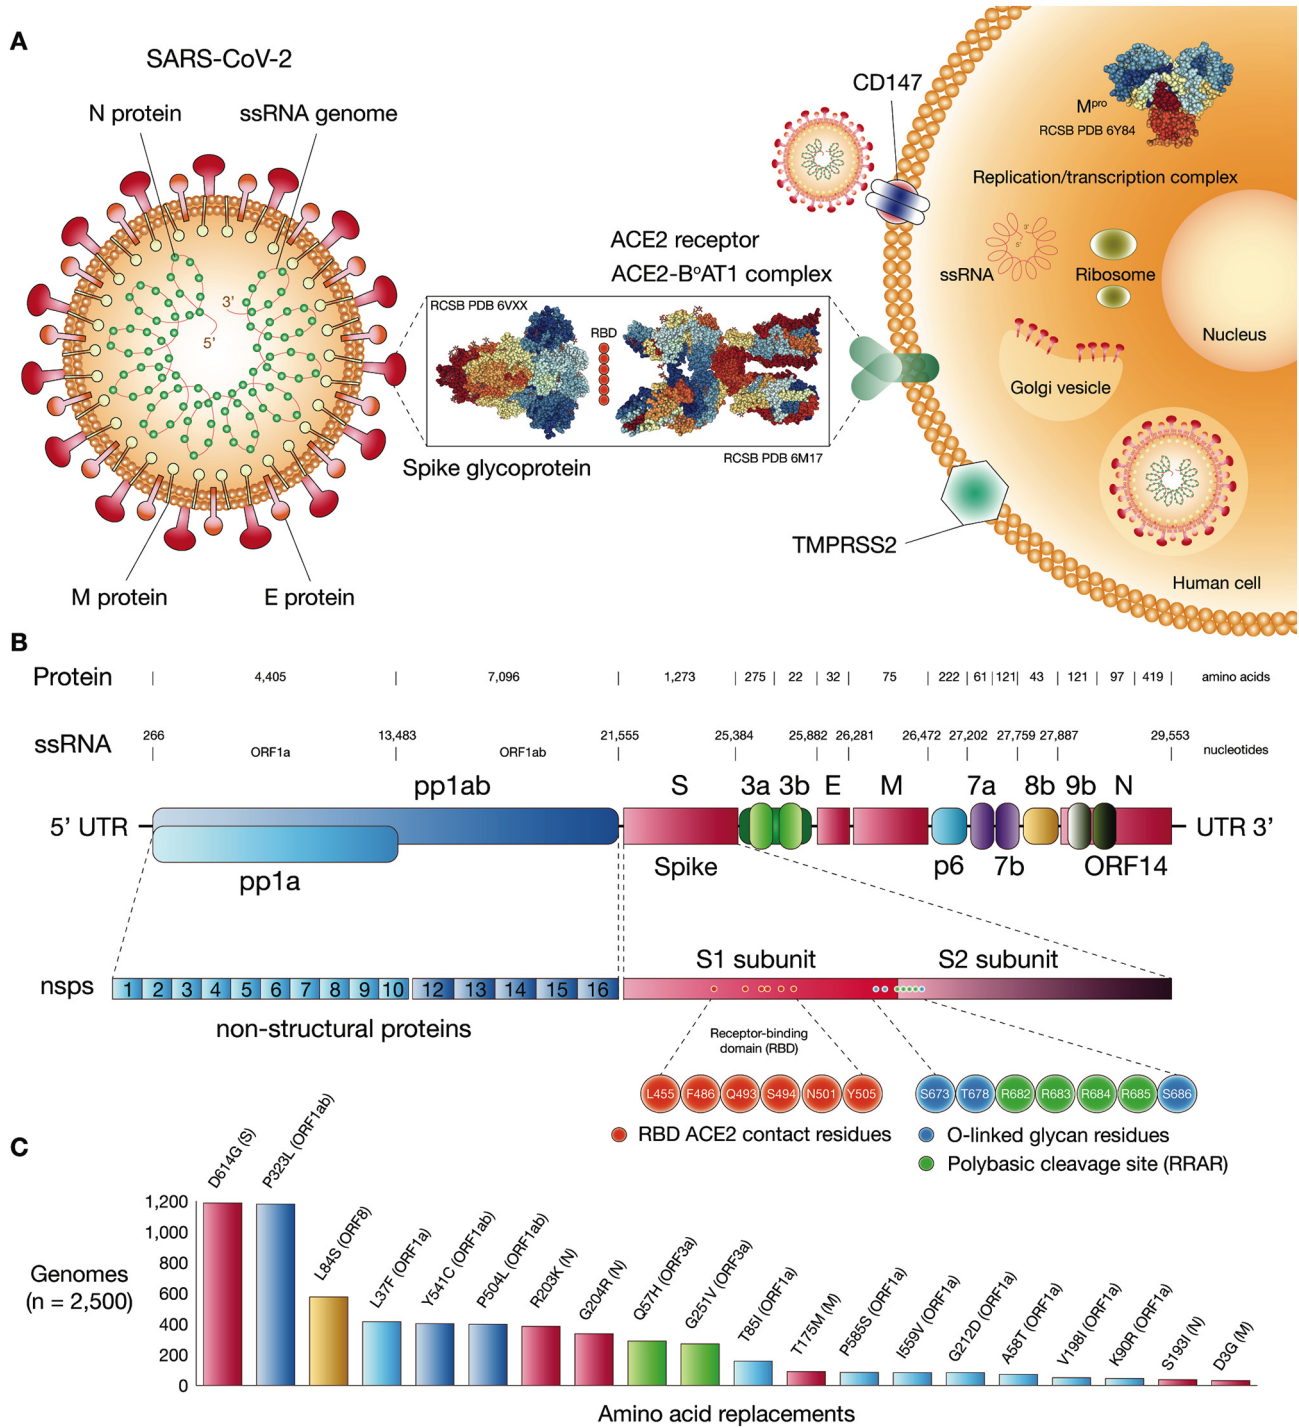 A
SARS-CoV-2
N protein
ssRNA genome
3’
5’
M protein
E protein
ACE2 receptor
ACE2-BᵒAT1 complex
RCSB PDB 6VXX
RBD
RCSB PDB 6M17
Spike glycoprotein
CD147
TMPRSS2
Mᵖʳᵒ
RCSB PDB 6Y84
Replication/transcription complex
3’
5’
ssRNA
Ribosome
Nucleus
Golgi vesicle
Human cell
B
Protein 4,405 7,096 1,273 275 22 32 75 222 61 121 43 121 97 419 amino acids
ssRNA 266 ORF1a 13,483 ORF1ab 21,555 25,384 25,882 26,281 26,472 27,202 27,759 27,887 29,553 nucleotides
pp1ab S 3a 3b E M 7a 8b 9b N
5’ UTR UTR 3’
pp1a Spike p6 7b ORF14
S1 subunit S2 subunit
nsps 1 2 3 4 5 6 7 8 9 10 12 13 14 15 16
non-structural proteins
Receptor-binding
domain (RBD)
L455 F486 Q493 S494 N501 Y505
S673 T678 R682 R683 R684 R685 S686
RBD ACE2 contact residues
O-linked glycan residues
Polybasic cleavage site (RRAR)
C
D614G (S)
P323L (ORF1ab)
L84S (ORF8)
L37F (ORF1a)
Y541C (ORF1ab)
P504L (ORF1ab)
R203K (N)
G204R (N)
Q57H (ORF3a)
G251V (ORF3a)
T85I (ORF1a)
T175M (M)
P585S (ORF1a)
I559V (ORF1a)
G212D (ORF1a)
A58T (ORF1a)
V198I (ORF1a)
K90R (ORF1a)
S193I (N)
D3G (M)
1,200
1,000
800
600
400
200
0
Genomes
(n = 2,500)
Amino acid replacements